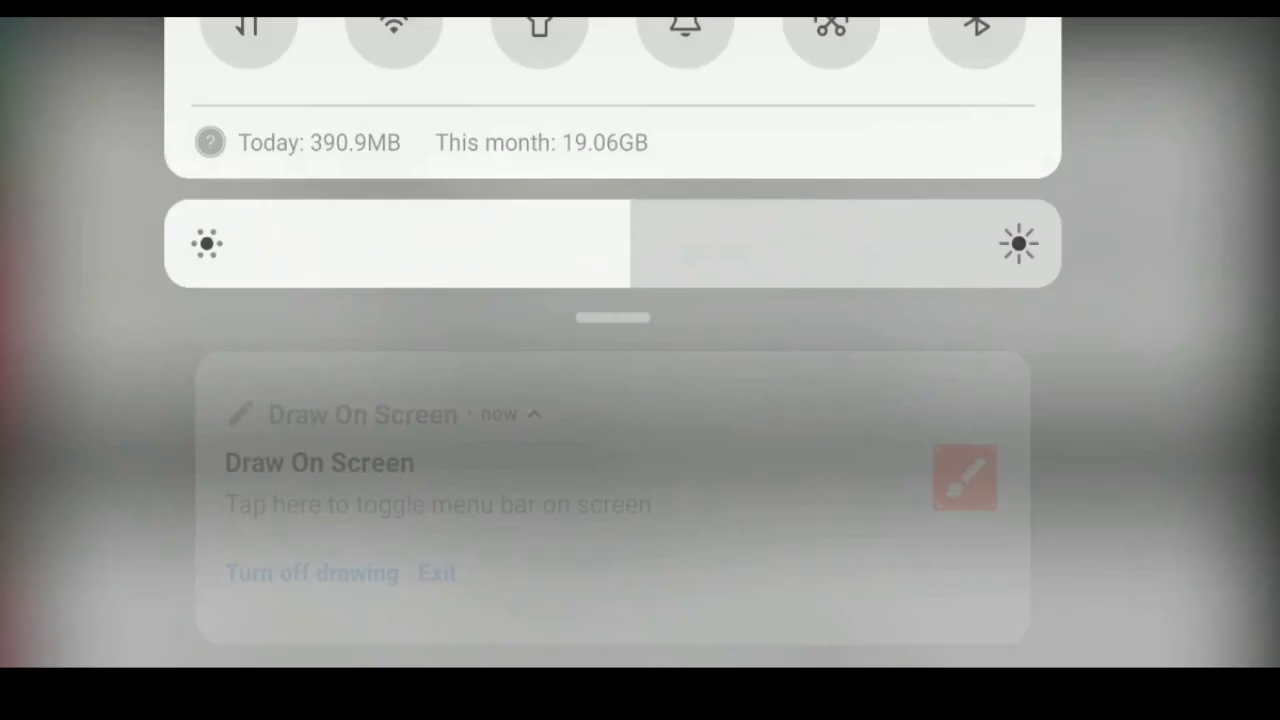 Today: 390.9MB This month: 19.06GB
Draw On Screen · now
Draw On Screen
Tap here to toggle menu bar on screen
Turn off drawing Exit